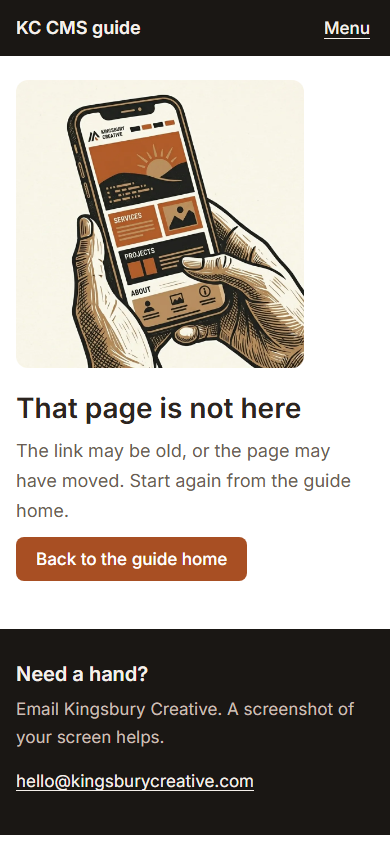 KC CMS guide
Menu
KINGSBURY
CREATIVE
SERVICES
PROJECTS
ABOUT
That page is not here
The link may be old, or the page may
have moved. Start again from the guide
home.
Back to the guide home
Need a hand?
Email Kingsbury Creative. A screenshot of
your screen helps.
hello@kingsburycreative.com